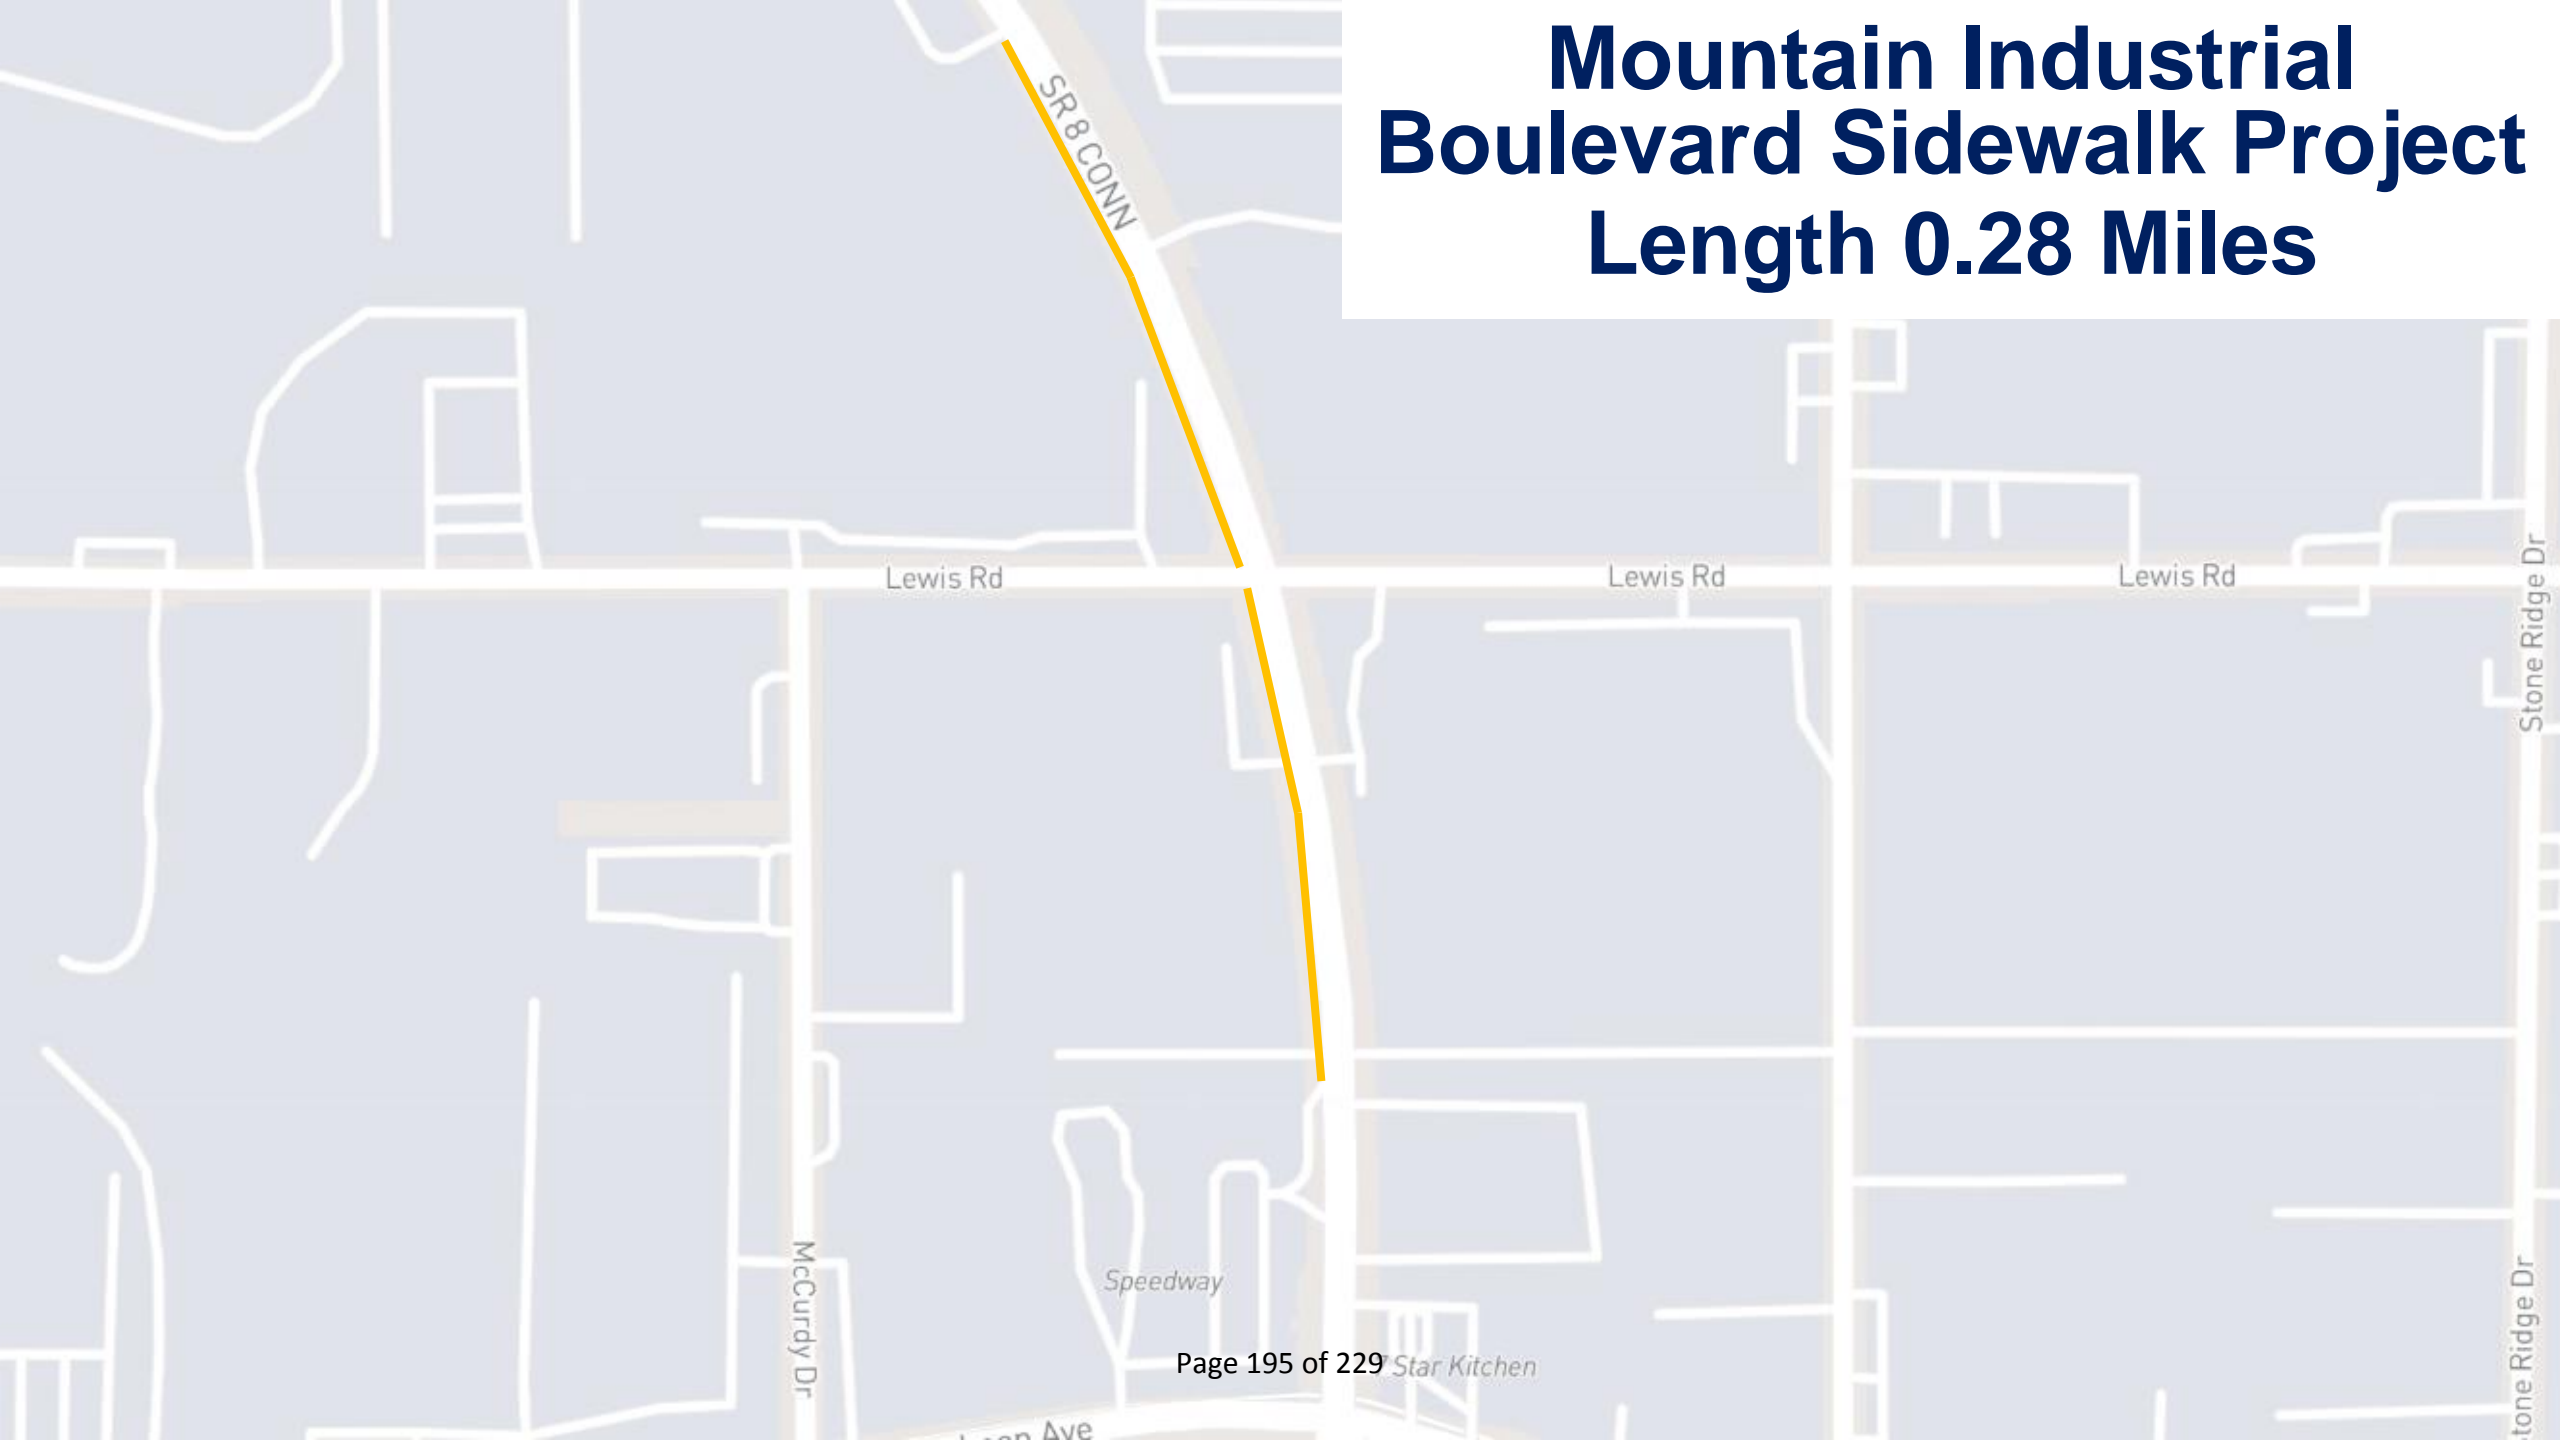 Mountain Industrial
Boulevard Sidewalk Project
Length 0.28 Miles
SR 8 CONN
Lewis Rd
Lewis Rd
Lewis Rd
Stone Ridge Dr
McCurdy Dr
Speedway
Page 195 of 229
Star Kitchen
Ridge Dr
Ave